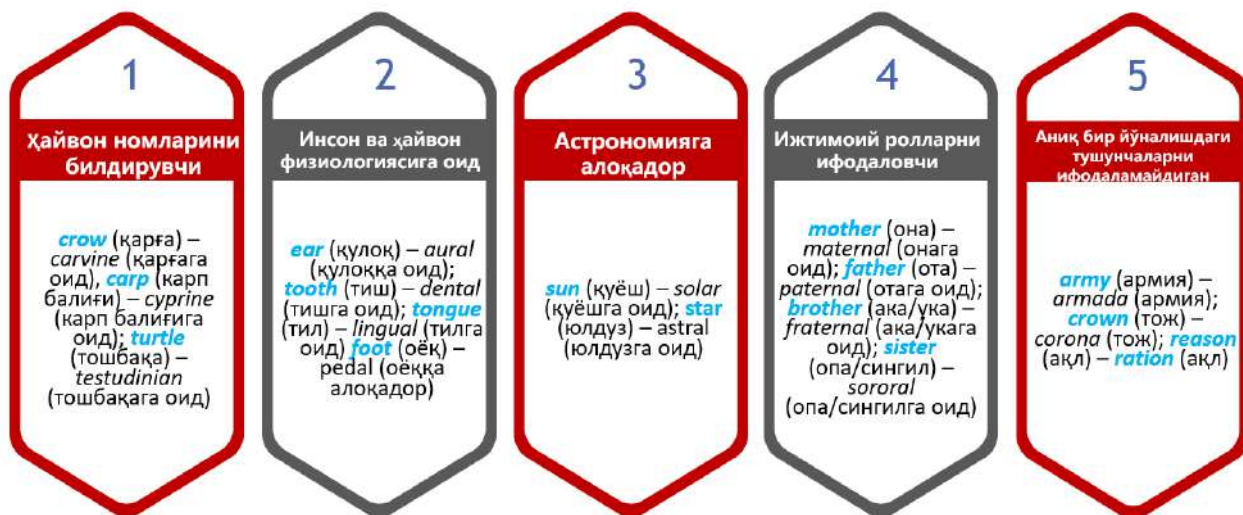 1
Ҳайвон номларини
билдирувчи
crow (қарға) –
carvine (қарғага
оид), carp (карп
балиғи) – cyprine
(карп балиғига
оид); turtle
(тошбақа) –
testudinian
(тошбақага оид)
2
Инсон ва ҳайвон
физиологиясига оид
ear (қулоқ) – aural
(қулоққа оид);
tooth (тиш) – dental
(тишга оид); tongue
(тил) – lingual (тилга
оид) foot (оёқ) –
pedal (оёққа
алоқадор)
3
Астрономияга
алоқадор
sun (қуёш) – solar
(қуёшга оид); star
(юлдуз) – astral
(юлдузга оид)
4
Ижтимоий ролларни
ифодаловчи
mother (она) –
maternal (онага
оид); father (ота) –
paternal (отага оид);
brother (ака/ука) –
fraternal (ака/укага
оид); sister
(опа/сингил) –
sororal
(опа/сингилга оид)
5
Аниқ бир йўналишдаги
тушунчаларни
ифодаламайдиган
army (армия) –
armada (армия);
crown (тож) –
corona (тож); reason
(ақл) – ration (ақл)